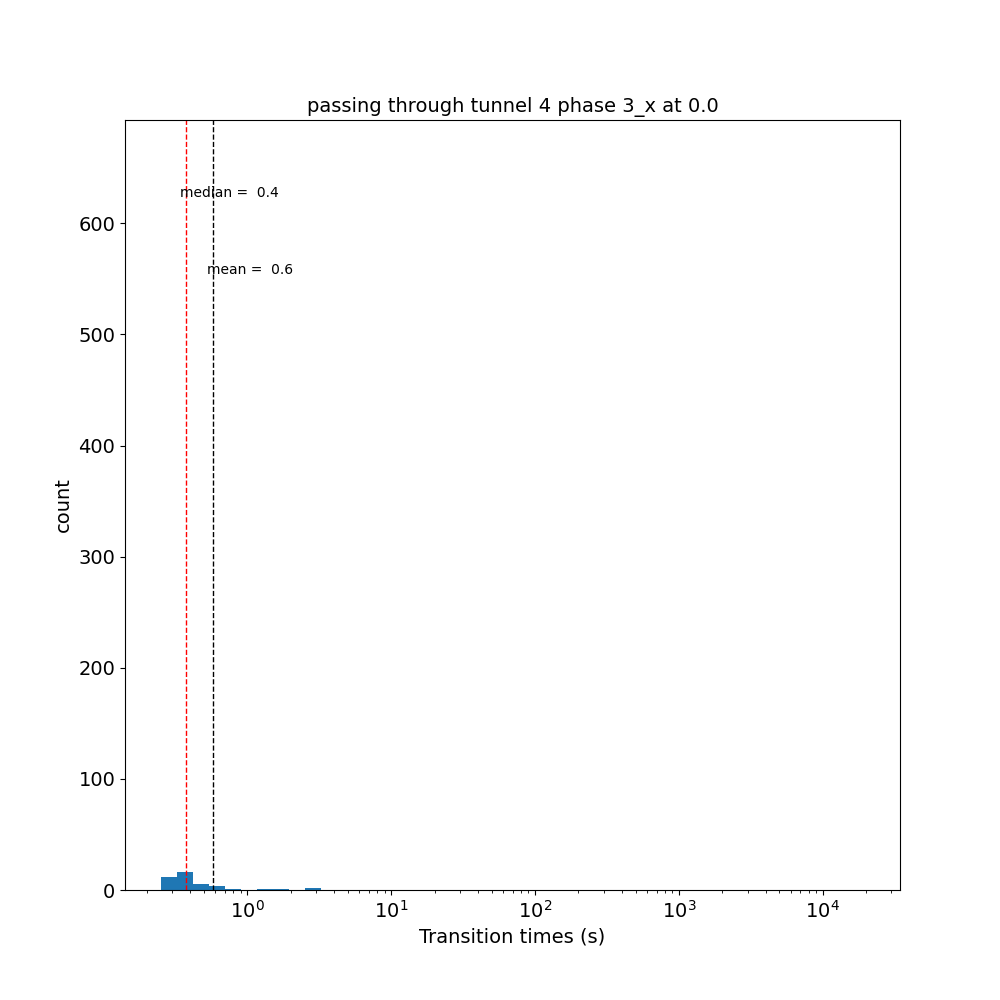 passing through tunnel 4 phase 3_x at 0.0
median =  0.4
mean =  0.6
600
500
400
300
200
100
0
count
10⁰
10¹
10²
10³
10⁴
Transition times (s)